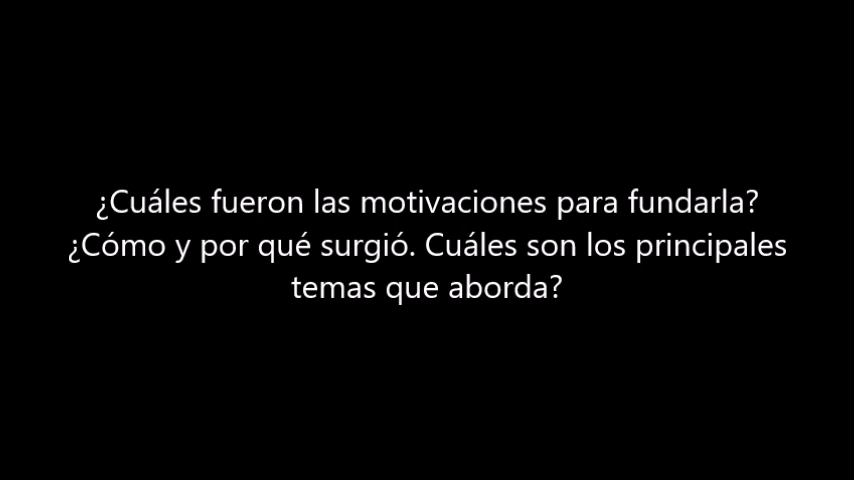 ¿Cuáles fueron las motivaciones para fundarla?
¿Cómo y por qué surgió. Cuáles son los principales
temas que aborda?